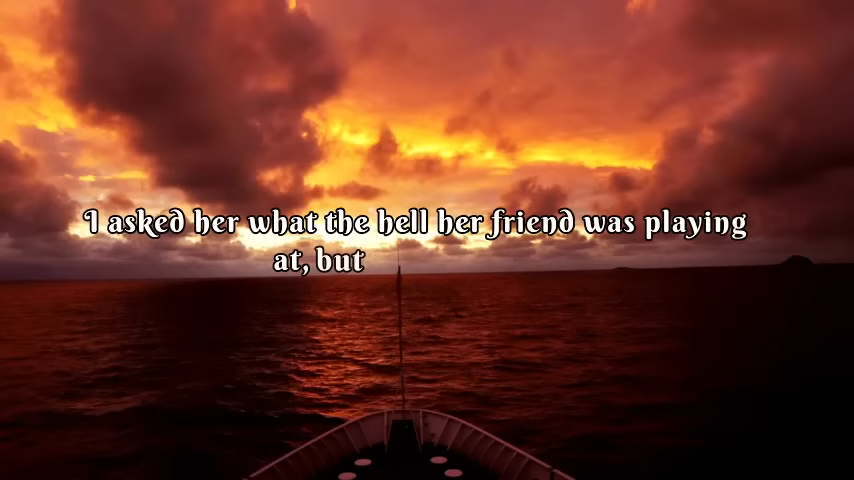 I asked her what the hell her friend was playing
at, but